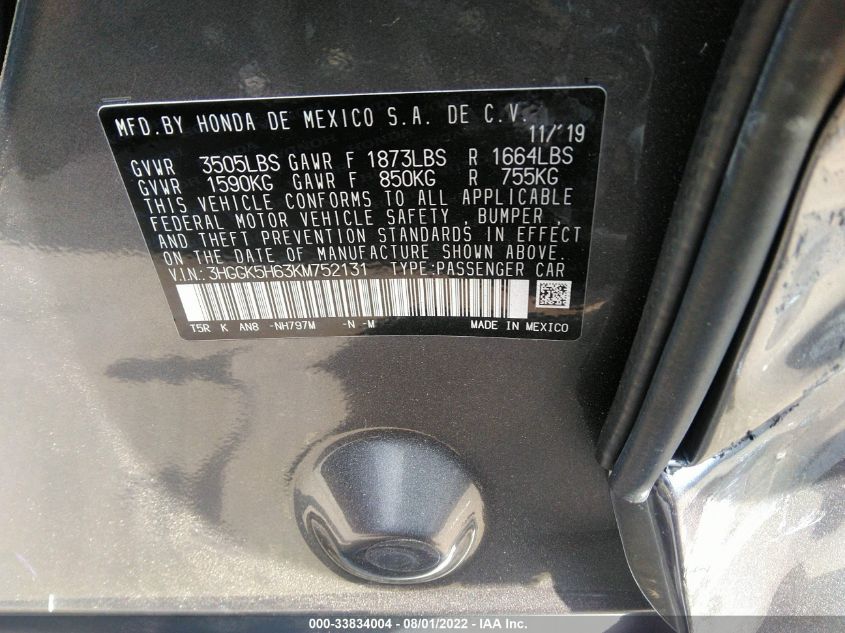 MFD.BY HONDA DE MEXICO S.A. DE C.V.
11/'19
GVWR 3505LBS GAWR F 1873LBS R 1664LBS
GVWR 1590KG GAWR F 850KG R 755KG
THIS VEHICLE CONFORMS TO ALL APPLICABLE
FEDERAL MOTOR VEHICLE SAFETY , BUMPER ,
AND THEFT PREVENTION STANDARDS IN EFFECT
ON THE DATE OF MANUFACTURE SHOWN ABOVE.
V.I.N.: 3HGGK5H63KM752131 TYPE:PASSENGER CAR
T5R K AN8 -NH797M -N -M MADE IN MEXICO
000-33834004 - 08/01/2022 - IAA Inc.